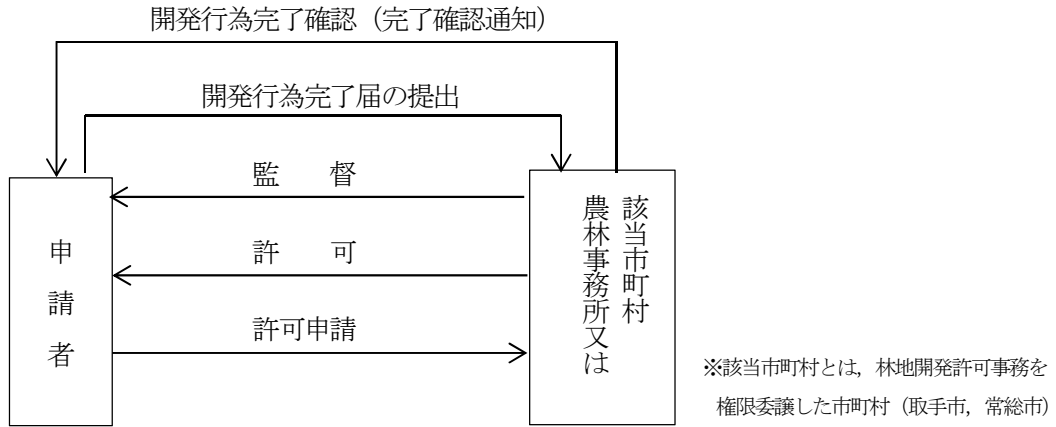 開発行為完了確認（完了確認通知）
開発行為完了届の提出
監　督
許　可
許可申請
申請者
該当市町村
農林事務所又は
※該当市町村とは，林地開発許可事務を
権限委譲した市町村（取手市，常総市）